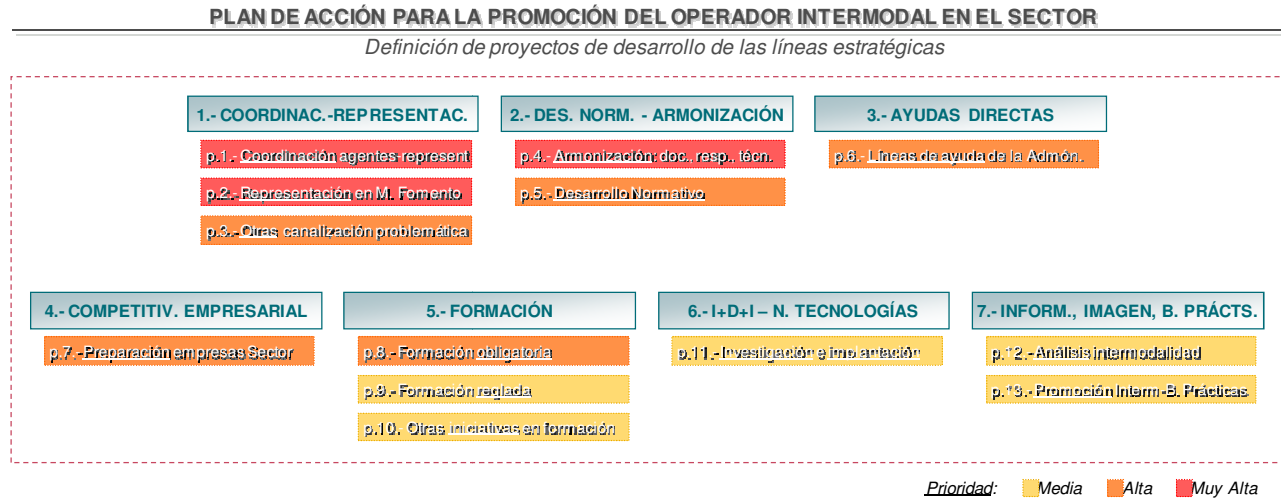 PLAN DE ACCIÓN PARA LA PROMOCIÓN DEL OPERADOR INTERMODAL EN EL SECTOR
Definición de proyectos de desarrollo de las líneas estratégicas
1.- COORDINAC.-REPRESENTAC.
p.1.- Coordinación agentes-represent
p.2.- Representación en M. Fomento
p.3.- Otras canalización problemática
2.- DES. NORM. - ARMONIZACIÓN
p.4.- Armonización: doc., resp., técn.
p.5.- Desarrollo Normativo
3.- AYUDAS DIRECTAS
p.6.- Líneas de ayuda de la Admón.
4.- COMPETITIV. EMPRESARIAL
p.7.- Preparación empresas Sector
5.- FORMACIÓN
p.8.- Formación obligatoria
p.9.- Formación reglada
p.10.- Otras iniciativas en formación
6.- I+D+I – N. TECNOLOGÍAS
p.11.- Investigación e implantación
7.- INFORM., IMAGEN, B. PRÁCTS.
p.12.- Análisis intermodalidad
p.13.- Promoción Interm-B. Prácticas
Prioridad: Media Alta Muy Alta